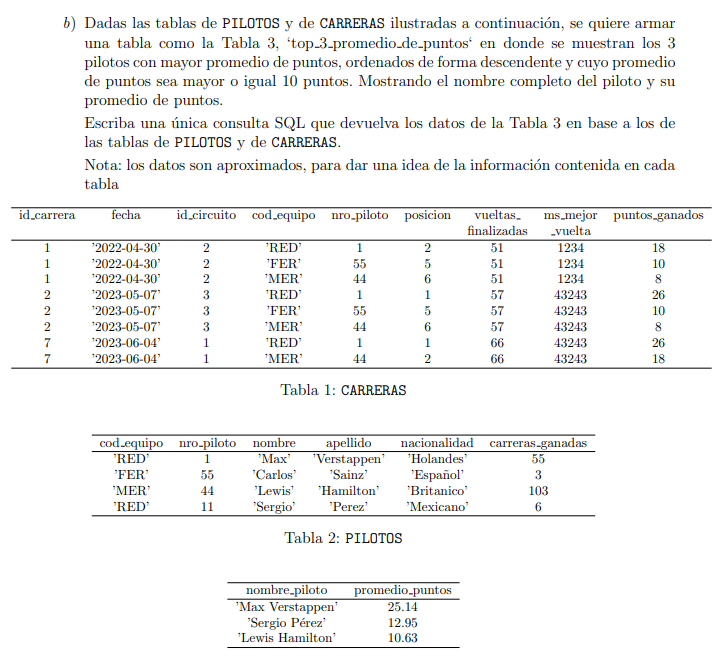 b) Dadas las tablas de PILOTOS y de CARRERAS ilustradas a continuación, se quiere armar
una tabla como la Tabla 3, ‘top_3_promedio_de_puntos‘ en donde se muestran los 3
pilotos con mayor promedio de puntos, ordenados de forma descendente y cuyo promedio
de puntos sea mayor o igual 10 puntos. Mostrando el nombre completo del piloto y su
promedio de puntos.
Escriba una única consulta SQL que devuelva los datos de la Tabla 3 en base a los de
las tablas de PILOTOS y de CARRERAS.
Nota: los datos son aproximados, para dar una idea de la información contenida en cada
tabla
id_carrera fecha id_circuito cod_equipo nro_piloto posicion vueltas_ ms_mejor puntos_ganados
finalizadas _vuelta
1 ’2022-04-30’ 2 ’RED’ 1 2 51 1234 18
1 ’2022-04-30’ 2 ’FER’ 55 5 51 1234 10
1 ’2022-04-30’ 2 ’MER’ 44 6 51 1234 8
2 ’2023-05-07’ 3 ’RED’ 1 1 57 43243 26
2 ’2023-05-07’ 3 ’FER’ 55 5 57 43243 10
2 ’2023-05-07’ 3 ’MER’ 44 6 57 43243 8
7 ’2023-06-04’ 1 ’RED’ 1 1 66 43243 26
7 ’2023-06-04’ 1 ’MER’ 44 2 66 43243 18
Tabla 1: CARRERAS
cod_equipo nro_piloto nombre apellido nacionalidad carreras_ganadas
’RED’ 1 ’Max’ ’Verstappen’ ’Holandes’ 55
’FER’ 55 ’Carlos’ ’Sainz’ ’Español’ 3
’MER’ 44 ’Lewis’ ’Hamilton’ ’Britanico’ 103
’RED’ 11 ’Sergio’ ’Perez’ ’Mexicano’ 6
Tabla 2: PILOTOS
nombre_piloto promedio_puntos
’Max Verstappen’ 25.14
’Sergio Pérez’ 12.95
’Lewis Hamilton’ 10.63